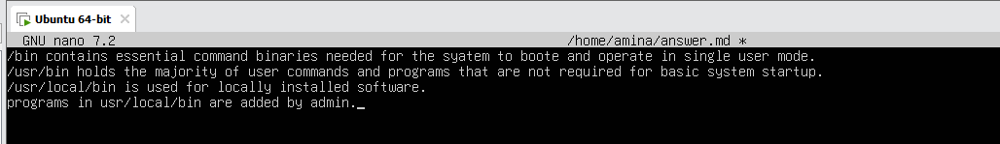 Ubuntu 64-bit
GNU nano 7.2 /home/amina/answer.md *
/bin contains essential command binaries needed for the syatem to boote and operate in single user mode.
/usr/bin holds the majority of user commands and programs that are not required for basic system startup.
/usr/local/bin is used for locally installed software.
programs in usr/local/bin are added by admin._